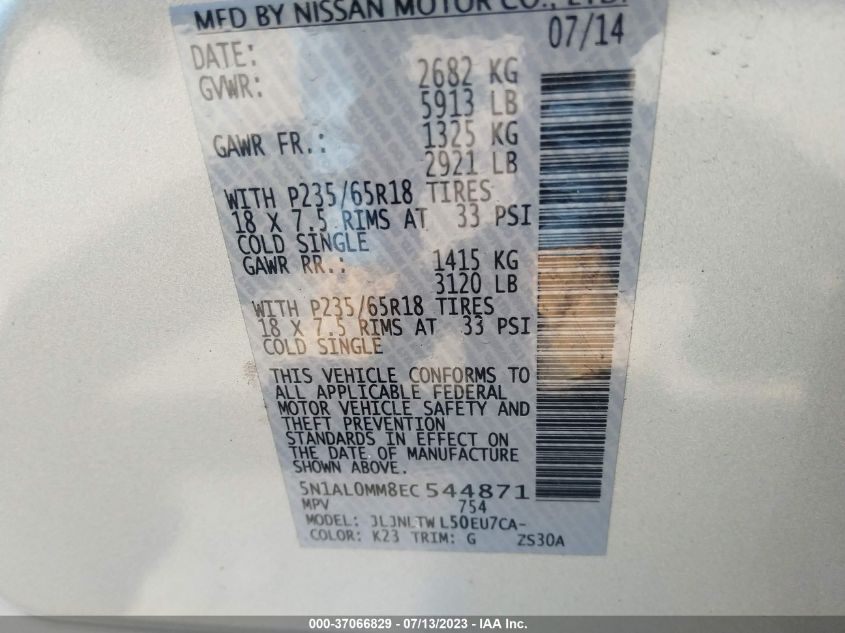 MFD BY NISSAN MOTOR CO., LTD.
DATE: 07/14
GVWR: 2682 KG
5913 LB
GAWR FR.: 1325 KG
2921 LB
WITH P235/65R18 TIRES
18 X 7.5 RIMS AT 33 PSI
COLD SINGLE
GAWR RR.: 1415 KG
3120 LB
WITH P235/65R18 TIRES
18 X 7.5 RIMS AT 33 PSI
COLD SINGLE
THIS VEHICLE CONFORMS TO
ALL APPLICABLE FEDERAL
MOTOR VEHICLE SAFETY AND
THEFT PREVENTION
STANDARDS IN EFFECT ON
THE DATE OF MANUFACTURE
SHOWN ABOVE.
5N1AL0MM8EC544871
MPV 754
MODEL: JLJNLTW L50EU7CA-
COLOR: K23 TRIM: G ZS30A
000-37066829 - 07/13/2023 - IAA Inc.